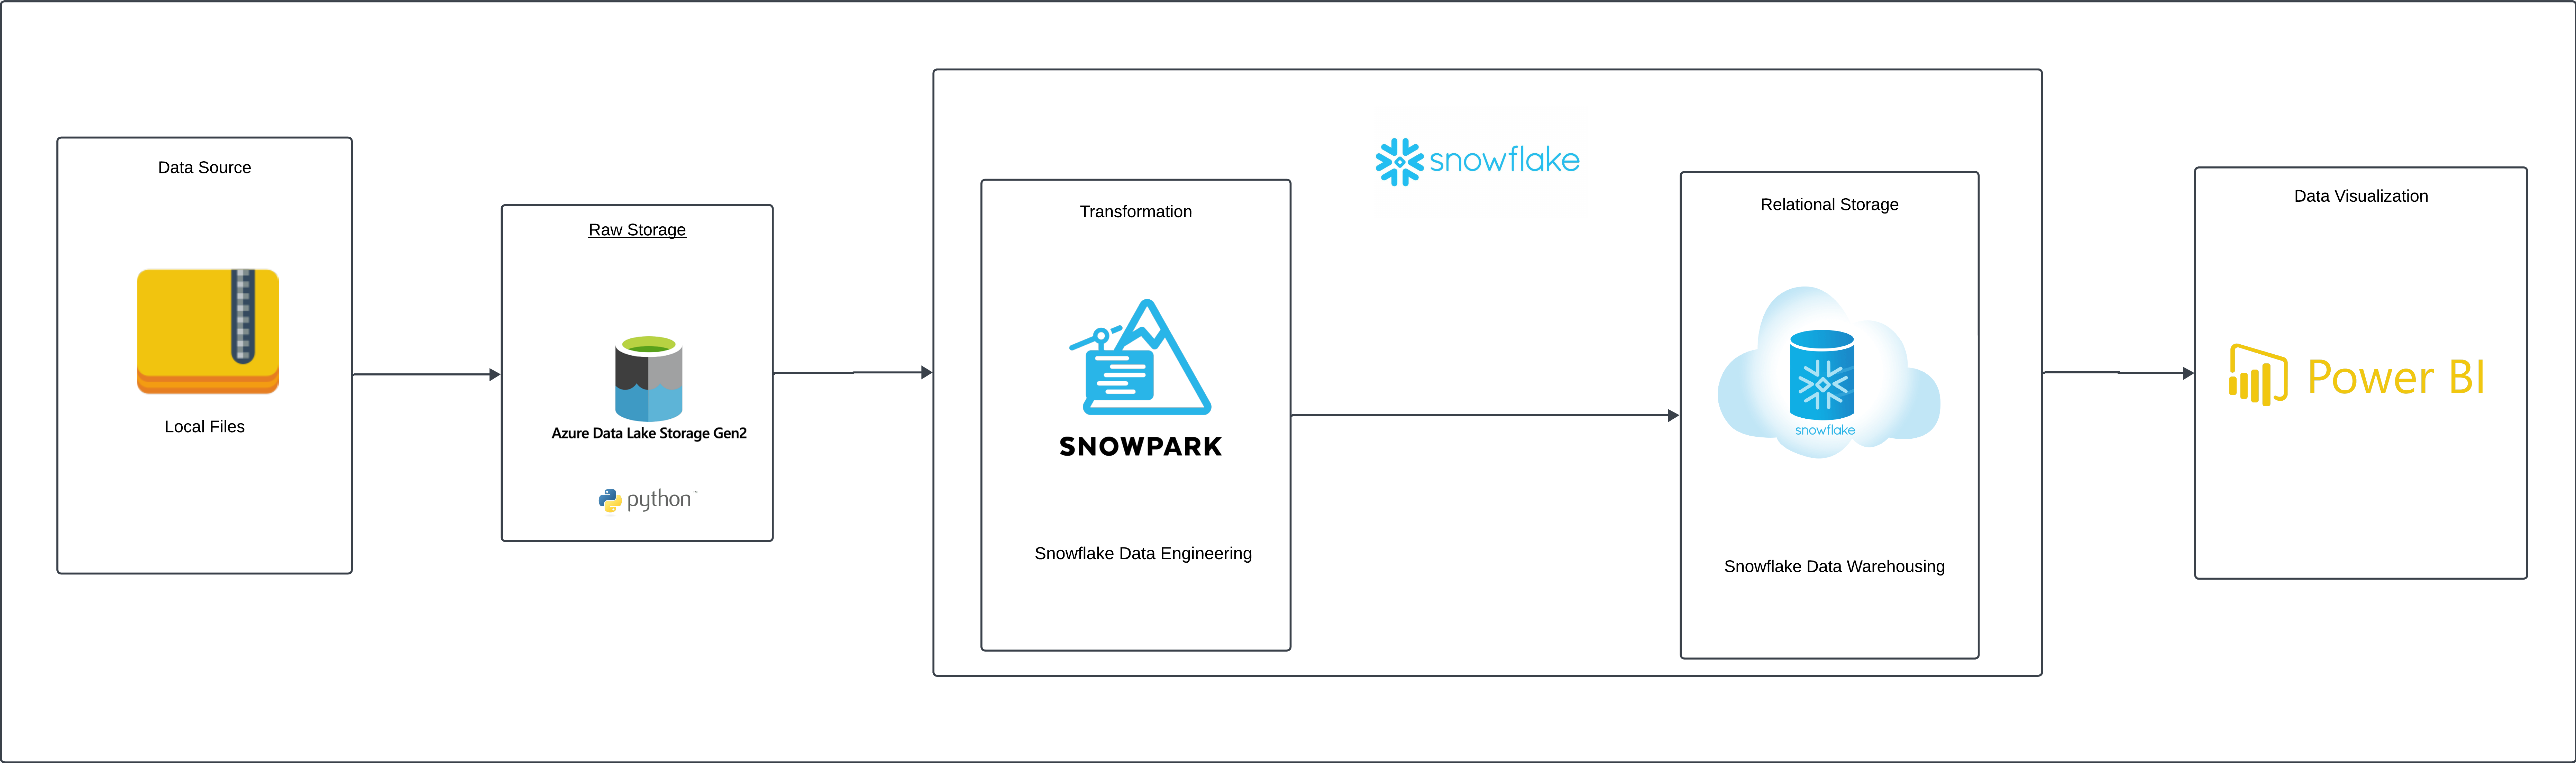 Data Source
Local Files
Raw Storage
Azure Data Lake Storage Gen2
python™
snowflake
Transformation
SNOWPARK
Snowflake Data Engineering
Relational Storage
snowflake
Snowflake Data Warehousing
Data Visualization
Power BI